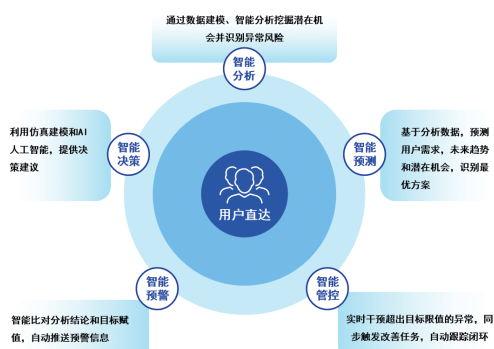 通过数据建模、智能分析挖掘潜在机
会并识别异常风险
智能
分析
利用仿真建模和AI
人工智能，提供决
策建议
智能
决策
智能
预测
基于分析数据，预测
用户需求，未来趋势
和潜在机会，识别最
优方案
用户直达
智能
预警
智能
管控
智能比对分析结论和目标赋
值，自动推送预警信息
实时干预超出目标限值的异常，同
步触发改善任务，自动跟踪闭环